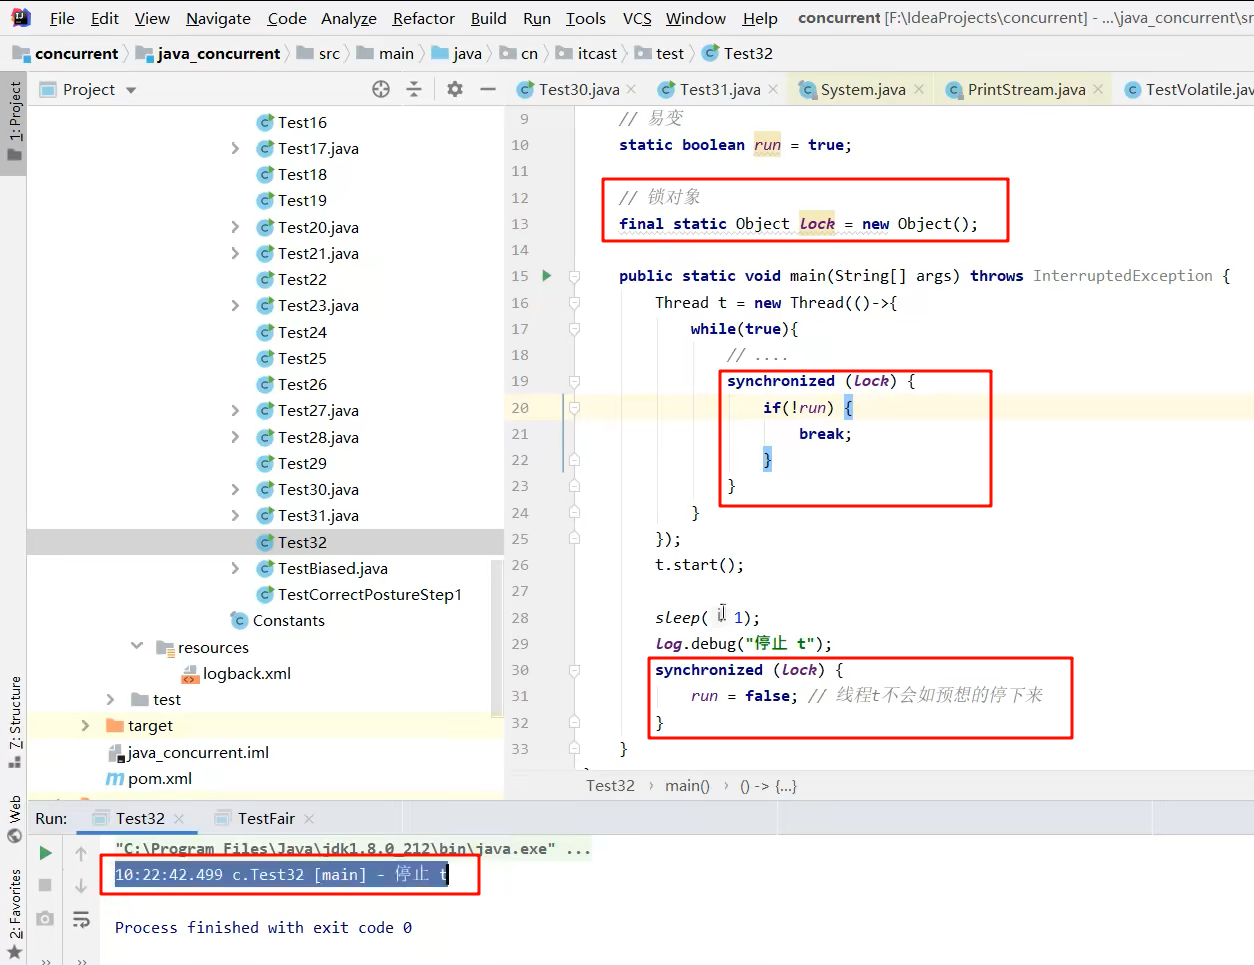 File Edit View Navigate Code Analyze Refactor Build Run Tools VCS Window Help concurrent [F:\IdeaProjects\concurrent] - ...\java_concurrent\sr
concurrent java_concurrent src main java cn itcast test Test32
1: Project
Project
Test30.java Test31.java System.java PrintStream.java TestVolatile.jav
Test16
Test17.java
Test18
Test19
Test20.java
Test21.java
Test22
Test23.java
Test24
Test25
Test26
Test27.java
Test28.java
Test29
Test30.java
Test31.java
Test32
TestBiased.java
TestCorrectPostureStep1
Constants
resources
logback.xml
test
target
java_concurrent.iml
pom.xml
9 // 易变
10 static boolean run = true;
11
12 // 锁对象
13 final static Object lock = new Object();
14
15 public static void main(String[] args) throws InterruptedException {
16 Thread t = new Thread(()->{
17 while(true){
18 // ....
19 synchronized (lock) {
20 if(!run) {
21 break;
22 }
23 }
24 }
25 });
26 t.start();
27
28 sleep( 1);
29 log.debug("停止 t");
30 synchronized (lock) {
31 run = false; // 线程t不会如预想的停下来
32 }
33 }
Test32 › main() › () -> {...}
7: Structure
Web
2: Favorites
Run: Test32 TestFair
"C:\Program Files\Java\jdk1.8.0_212\bin\java.exe" ...
10:22:42.499 c.Test32 [main] - 停止 t
Process finished with exit code 0